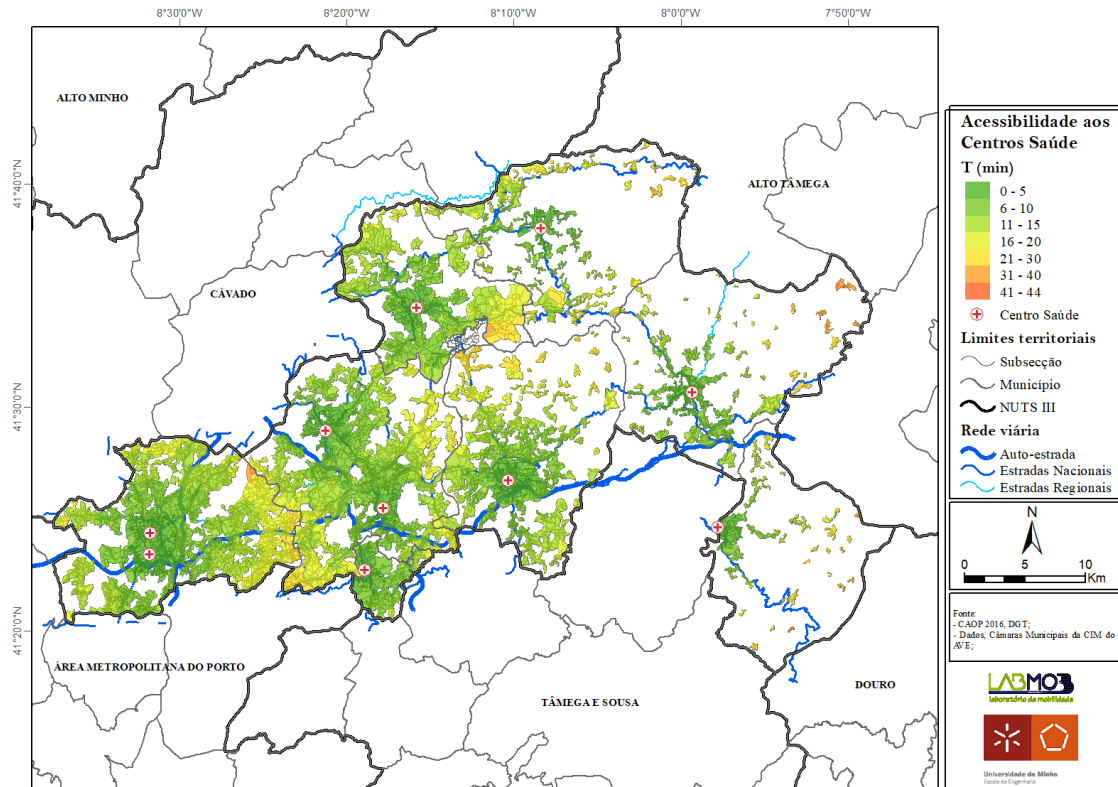 8°30'0"W
8°20'0"W
8°10'0"W
8°0'0"W
7°50'0"W
41°40'0"N
41°30'0"N
41°20'0"N
ALTO MINHO
ALTO TÂMEGA
CÁVADO
ÁREA METROPOLITANA DO PORTO
TÂMEGA E SOUSA
DOURO
Acessibilidade aos
Centros Saúde
T (min)
0 - 5
6 - 10
11 - 15
16 - 20
21 - 30
31 - 40
41 - 44
Centro Saúde
Limites territoriais
Subsecção
Município
NUTS III
Rede viária
Auto-estrada
Estradas Nacionais
Estradas Regionais
N
0 5 10
Km
Fonte:
- CAOP 2016, DGT;
- Dados, Câmaras Municipais da CIM do
AVE;
LABMOB
laboratório da mobilidade
Universidade do Minho
Escola de Engenharia